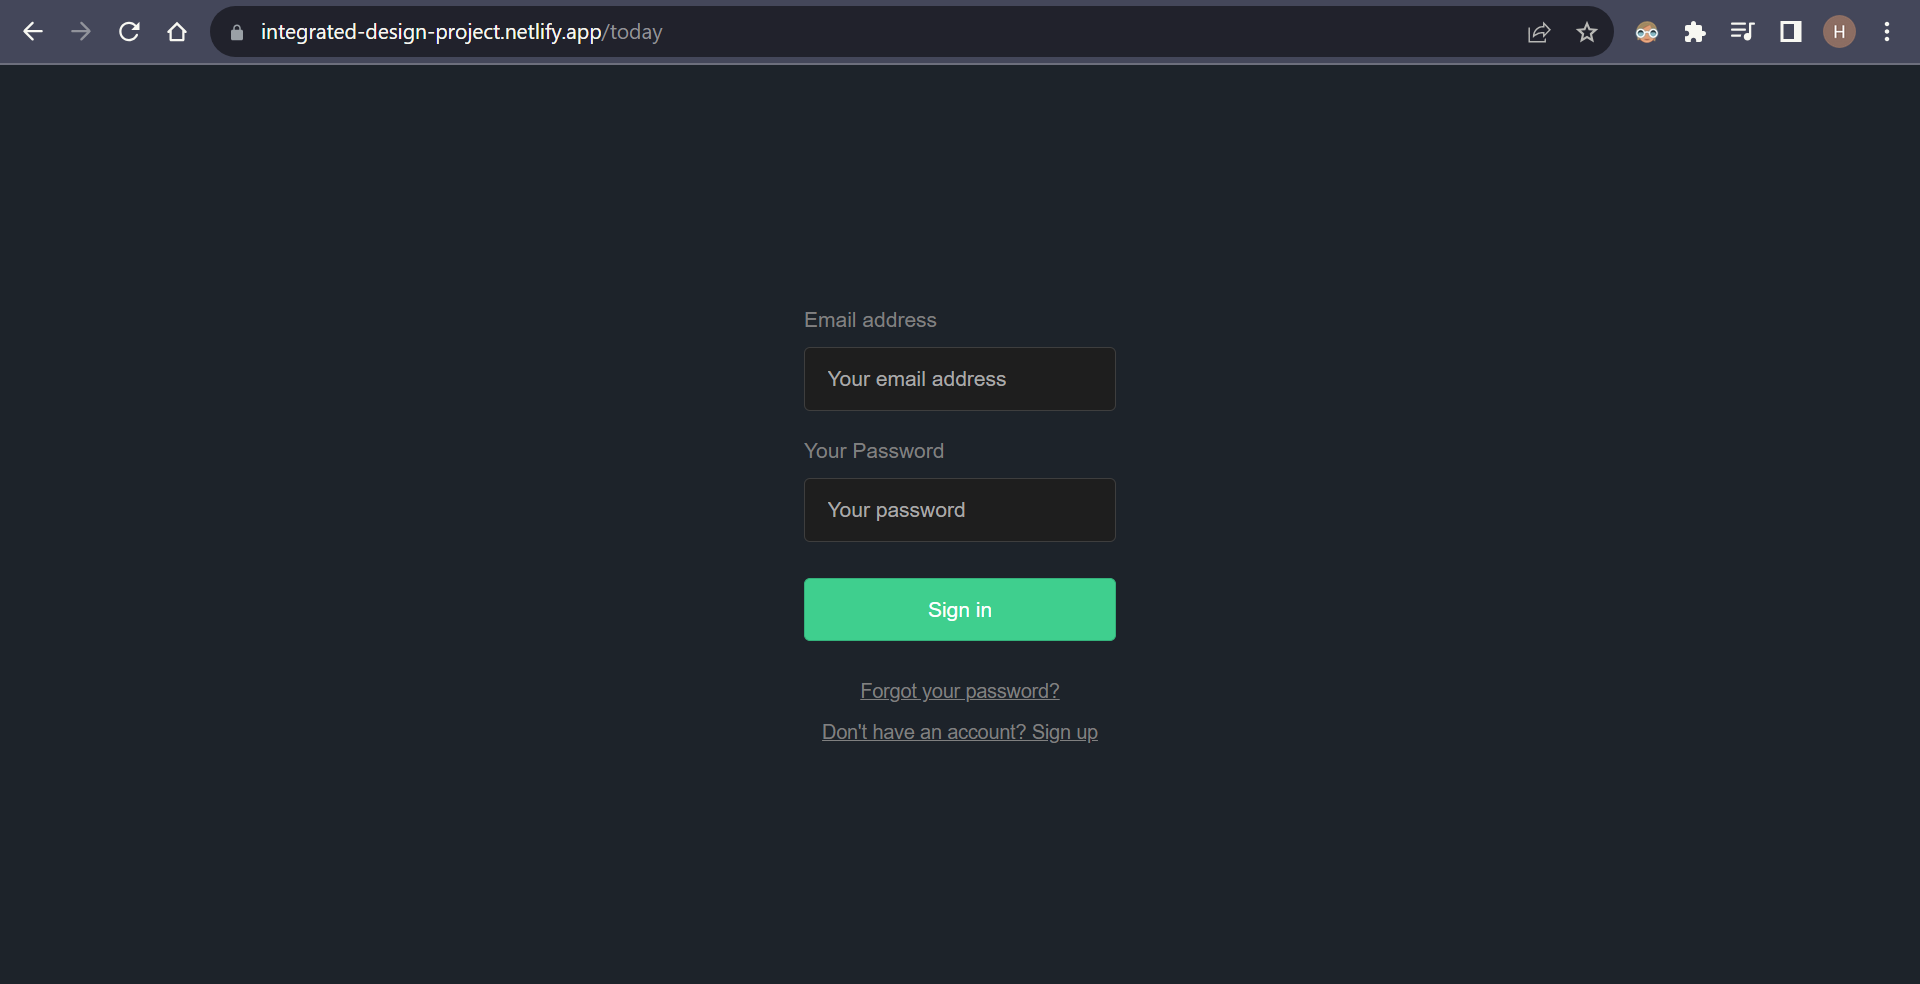 integrated-design-project.netlify.app/today
H
Email address
Your email address
Your Password
Your password
Sign in
Forgot your password?
Don't have an account? Sign up